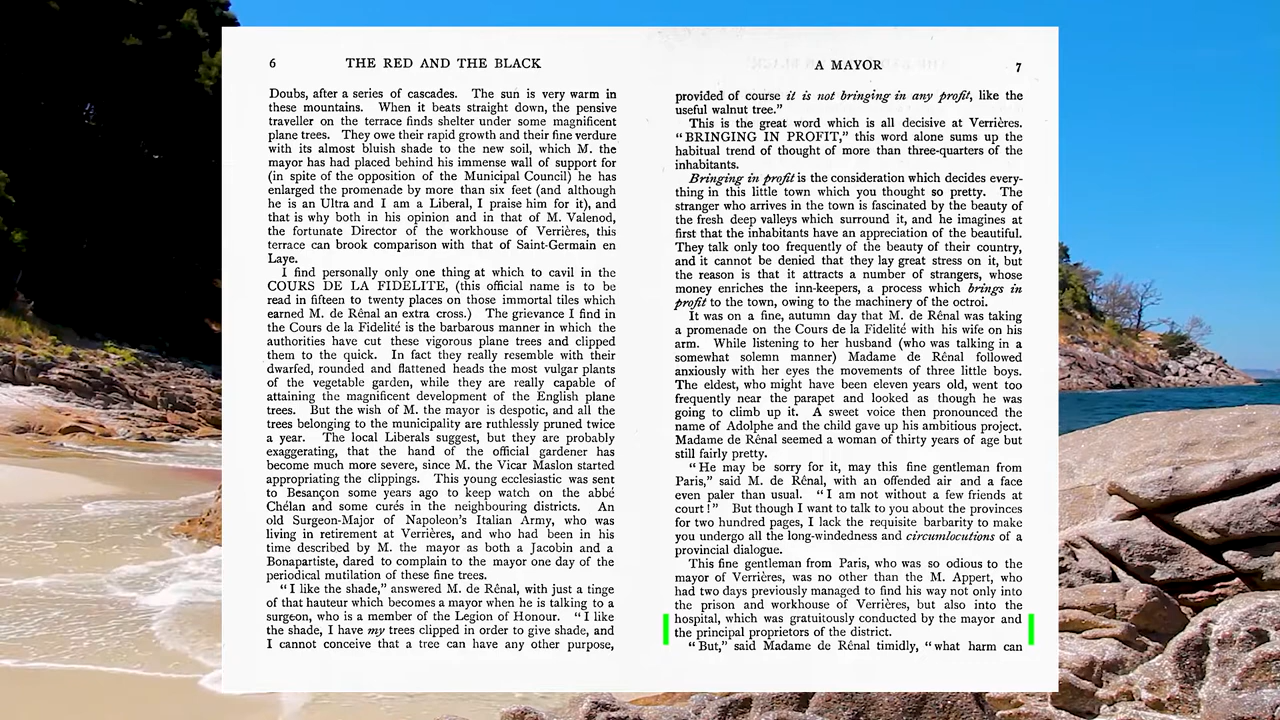 6 THE RED AND THE BLACK
Doubs, after a series of cascades. The sun is very warm in
these mountains. When it beats straight down, the pensive
traveller on the terrace finds shelter under some magnificent
plane trees. They owe their rapid growth and their fine verdure
with its almost bluish shade to the new soil, which M. the
mayor has had placed behind his immense wall of support for
(in spite of the opposition of the Municipal Council) he has
enlarged the promenade by more than six feet (and although
he is an Ultra and I am a Liberal, I praise him for it), and
that is why both in his opinion and in that of M. Valenod,
the fortunate Director of the workhouse of Verrières, this
terrace can brook comparison with that of Saint-Germain en
Laye.
I find personally only one thing at which to cavil in the
COURS DE LA FIDELITE, (this official name is to be
read in fifteen to twenty places on those immortal tiles which
earned M. de Rênal an extra cross.) The grievance I find in
the Cours de la Fidelité is the barbarous manner in which the
authorities have cut these vigorous plane trees and clipped
them to the quick. In fact they really resemble with their
dwarfed, rounded and flattened heads the most vulgar plants
of the vegetable garden, while they are really capable of
attaining the magnificent development of the English plane
trees. But the wish of M. the mayor is despotic, and all the
trees belonging to the municipality are ruthlessly pruned twice
a year. The local Liberals suggest, but they are probably
exaggerating, that the hand of the official gardener has
become much more severe, since M. the Vicar Maslon started
appropriating the clippings. This young ecclesiastic was sent
to Besançon some years ago to keep watch on the abbé
Chélan and some curés in the neighbouring districts. An
old Surgeon-Major of Napoleon's Italian Army, who was
living in retirement at Verrières, and who had been in his
time described by M. the mayor as both a Jacobin and a
Bonapartiste, dared to complain to the mayor one day of the
periodical mutilation of these fine trees.
"I like the shade," answered M. de Rênal, with just a tinge
of that hauteur which becomes a mayor when he is talking to a
surgeon, who is a member of the Legion of Honour. "I like
the shade, I have my trees clipped in order to give shade, and
I cannot conceive that a tree can have any other purpose,
A MAYOR 7
provided of course it is not bringing in any profit, like the
useful walnut tree."
This is the great word which is all decisive at Verrières.
"BRINGING IN PROFIT," this word alone sums up the
habitual trend of thought of more than three-quarters of the
inhabitants.
Bringing in profit is the consideration which decides every-
thing in this little town which you thought so pretty. The
stranger who arrives in the town is fascinated by the beauty of
the fresh deep valleys which surround it, and he imagines at
first that the inhabitants have an appreciation of the beautiful.
They talk only too frequently of the beauty of their country,
and it cannot be denied that they lay great stress on it, but
the reason is that it attracts a number of strangers, whose
money enriches the inn-keepers, a process which brings in
profit to the town, owing to the machinery of the octroi.
It was on a fine, autumn day that M. de Rênal was taking
a promenade on the Cours de la Fidelité with his wife on his
arm. While listening to her husband (who was talking in a
somewhat solemn manner) Madame de Rênal followed
anxiously with her eyes the movements of three little boys.
The eldest, who might have been eleven years old, went too
frequently near the parapet and looked as though he was
going to climb up it. A sweet voice then pronounced the
name of Adolphe and the child gave up his ambitious project.
Madame de Rênal seemed a woman of thirty years of age but
still fairly pretty.
"He may be sorry for it, may this fine gentleman from
Paris," said M. de Rênal, with an offended air and a face
even paler than usual. "I am not without a few friends at
court!" But though I want to talk to you about the provinces
for two hundred pages, I lack the requisite barbarity to make
you undergo all the long-windedness and circumlocutions of a
provincial dialogue.
This fine gentleman from Paris, who was so odious to the
mayor of Verrières, was no other than the M. Appert, who
had two days previously managed to find his way not only into
the prison and workhouse of Verrières, but also into the
hospital, which was gratuitously conducted by the mayor and
the principal proprietors of the district.
"But," said Madame de Rênal timidly, "what harm can